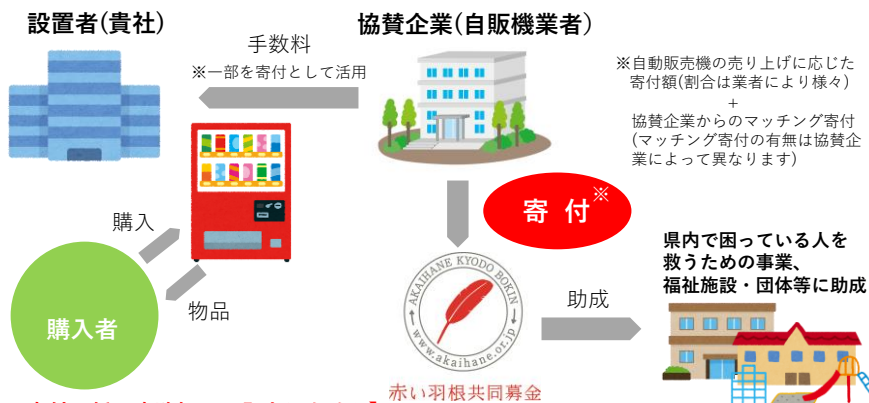 設置者(貴社)
協賛企業(自販機業者)
手数料
※一部を寄付として活用
※自動販売機の売り上げに応じた
寄付額(割合は業者により様々)
+
協賛企業からのマッチング寄付
(マッチング寄付の有無は協賛企
業によって異なります)
購入
寄 付※
物品
購入者
AKAIHANE KYODO BOKIN
www.akaihane.or.jp
助成
県内で困っている人を
救うための事業、
福祉施設・団体等に助成
赤い羽根共同募金